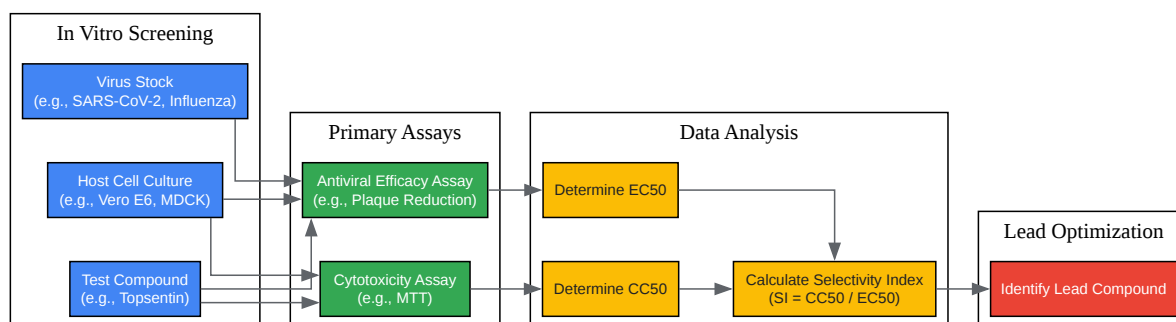 In Vitro Screening
Virus Stock
(e.g., SARS-CoV-2, Influenza)
Host Cell Culture
(e.g., Vero E6, MDCK)
Test Compound
(e.g., Topsentin)
Primary Assays
Antiviral Efficacy Assay
(e.g., Plaque Reduction)
Cytotoxicity Assay
(e.g., MTT)
Data Analysis
Determine EC50
Determine CC50
Calculate Selectivity Index
(SI = CC50 / EC50)
Lead Optimization
Identify Lead Compound